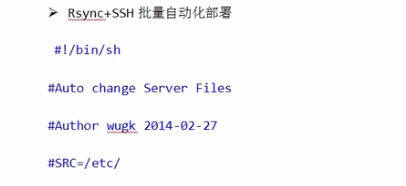 ➢ Rsync+SSH 批量自动化部署
#!/bin/sh
#Auto change Server Files
#Author wugk 2014-02-27
#SRC=/etc/